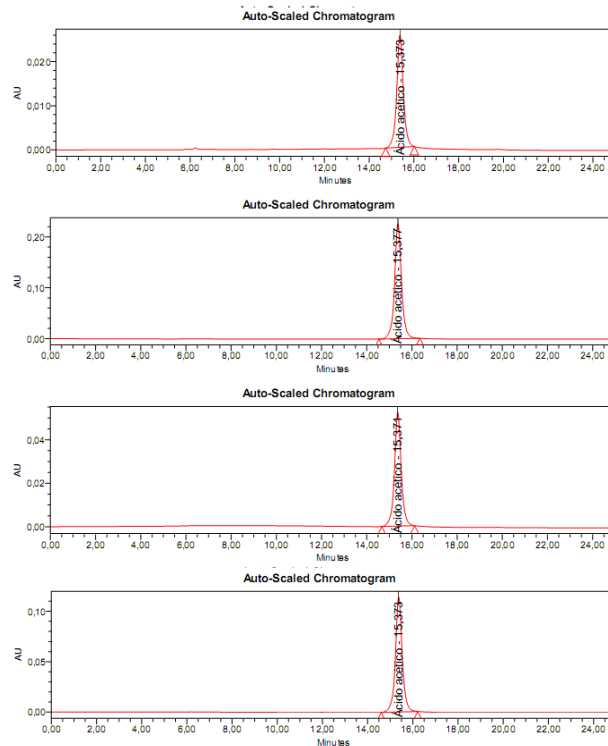 Auto-Scaled Chromatogram
AU
0,020
0,010
0,000
Ácido acético - 15,373
0,00 2,00 4,00 6,00 8,00 10,00 12,00 14,00 16,00 18,00 20,00 22,00 24,00
Minutes
Auto-Scaled Chromatogram
AU
0,20
0,10
0,00
Ácido acético - 15,377
0,00 2,00 4,00 6,00 8,00 10,00 12,00 14,00 16,00 18,00 20,00 22,00 24,00
Minutes
Auto-Scaled Chromatogram
AU
0,04
0,02
0,00
Ácido acético - 15,371
0,00 2,00 4,00 6,00 8,00 10,00 12,00 14,00 16,00 18,00 20,00 22,00 24,00
Minutes
Auto-Scaled Chromatogram
AU
0,10
0,05
0,00
Ácido acético - 15,373
0,00 2,00 4,00 6,00 8,00 10,00 12,00 14,00 16,00 18,00 20,00 22,00 24,00
Minutes